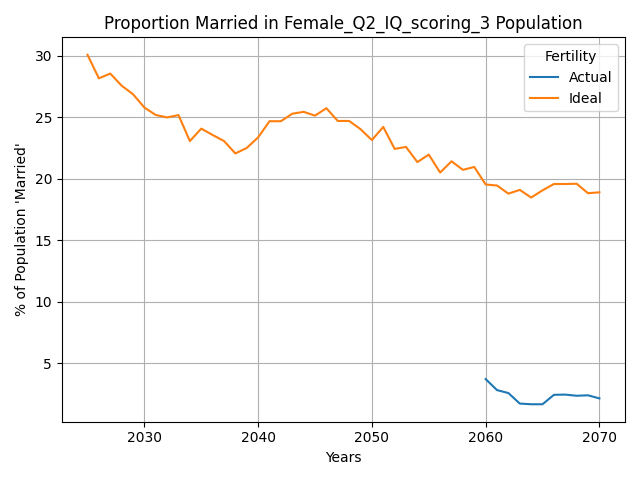 Proportion Married in Female_Q2_IQ_scoring_3 Population
Fertility
Actual
Ideal
% of Population 'Married'
30
25
20
15
10
5
2030
2040
2050
2060
2070
Years